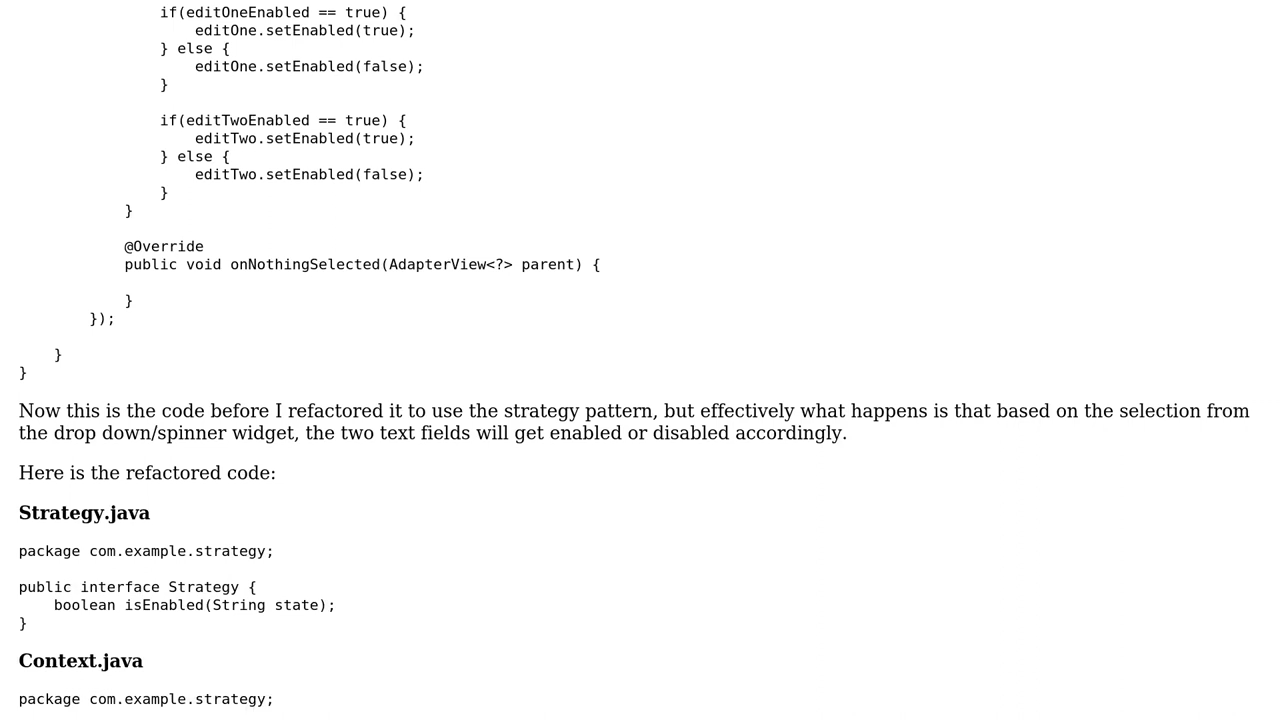 if(editOneEnabled == true) {
                    editOne.setEnabled(true);
                } else {
                    editOne.setEnabled(false);
                }

                if(editTwoEnabled == true) {
                    editTwo.setEnabled(true);
                } else {
                    editTwo.setEnabled(false);
                }
            }

            @Override
            public void onNothingSelected(AdapterView<?> parent) {

            }
        });

    }
}
Now this is the code before I refactored it to use the strategy pattern, but effectively what happens is that based on the selection from
the drop down/spinner widget, the two text fields will get enabled or disabled accordingly.
Here is the refactored code:
Strategy.java
package com.example.strategy;

public interface Strategy {
    boolean isEnabled(String state);
}
Context.java
package com.example.strategy;